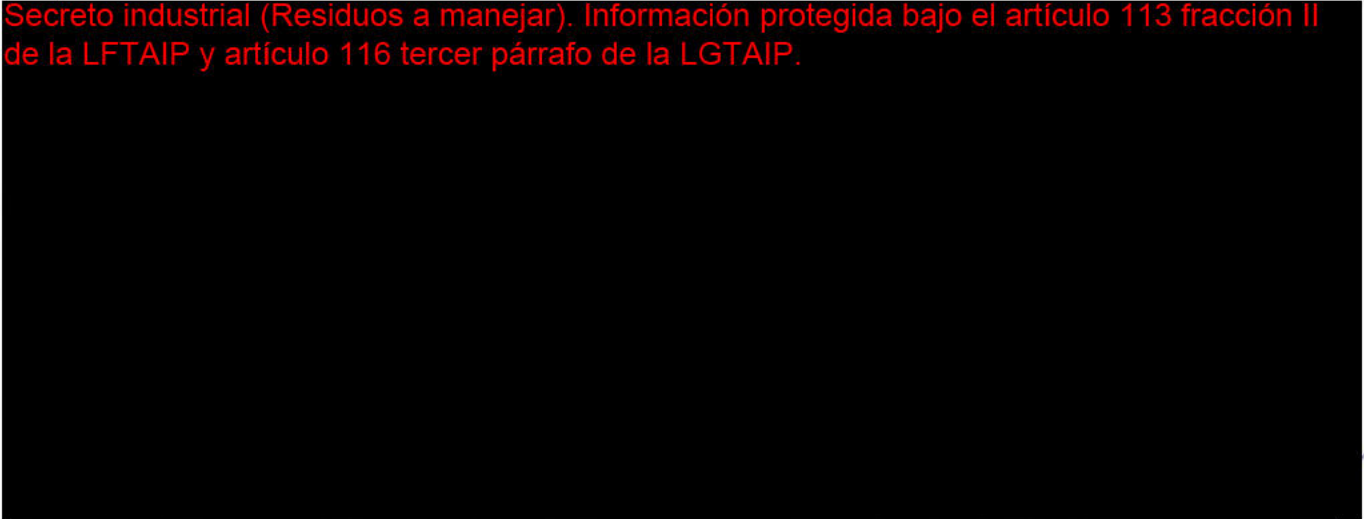 Secreto industrial (Residuos a manejar). Información protegida bajo el artículo 113 fracción II
de la LFTAIP y artículo 116 tercer párrafo de la LGTAIP.